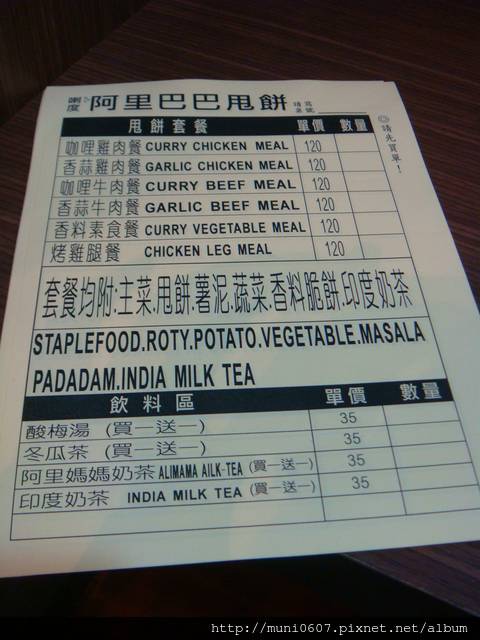 喇度 阿里巴巴甩餅
◎請先買單!
甩餅套餐 單價 數量
咖哩雞肉餐 CURRY CHICKEN MEAL 120
香蒜雞肉餐 GARLIC CHICKEN MEAL 120
咖哩牛肉餐 CURRY BEEF MEAL 120
香蒜牛肉餐 GARLIC BEEF MEAL 120
香料素食餐 CURRY VEGETABLE MEAL 120
烤雞腿餐 CHICKEN LEG MEAL 120
套餐均附:主菜.甩餅.薯泥.蔬菜.香料脆餅.印度奶茶
STAPLEFOOD.ROTY.POTATO.VEGETABLE.MASALA
PADADAM.INDIA MILK TEA
飲料區 單價 數量
酸梅湯 (買一送一) 35
冬瓜茶 (買一送一) 35
阿里媽媽奶茶 ALIMAMA AILK-TEA (買一送一) 35
印度奶茶 INDIA MILK TEA (買一送一) 35
http://muni0607.pixnet.net/album